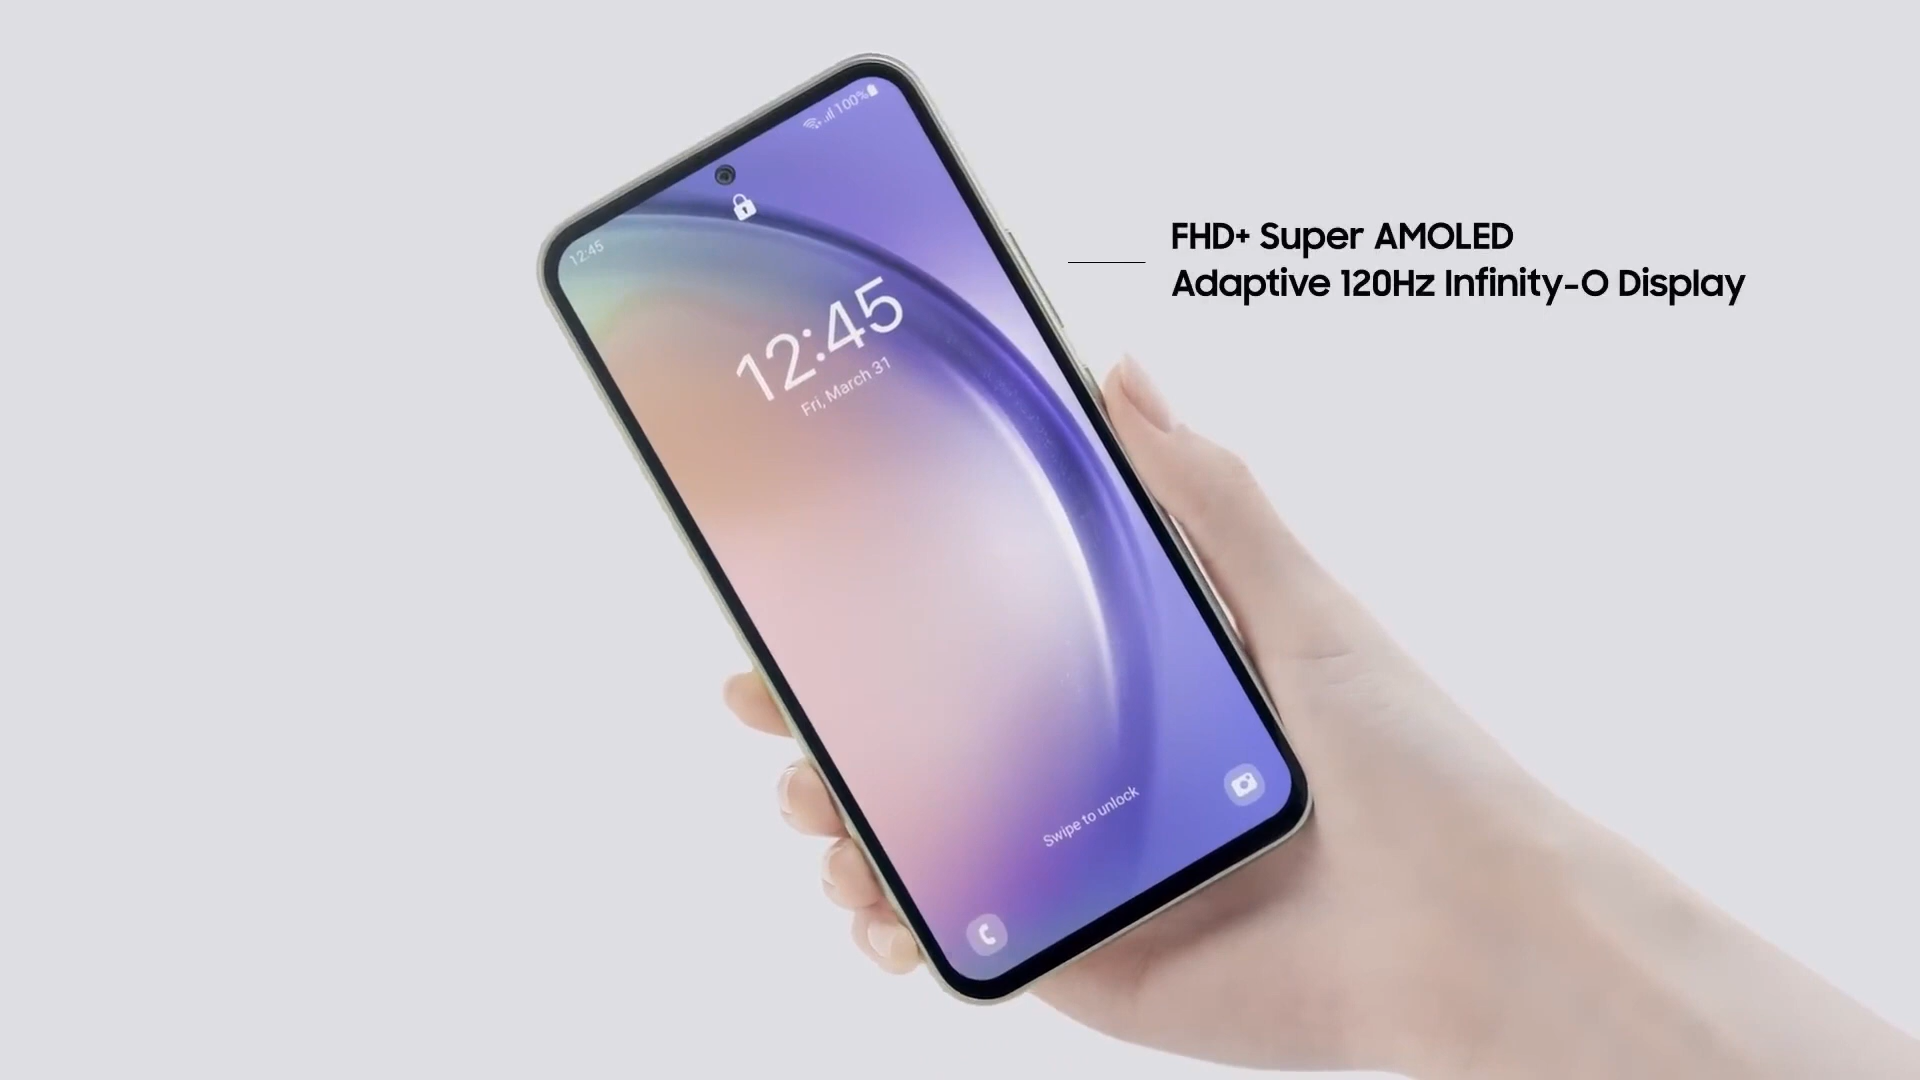 100%
12:45
12:45
Fri, March 31
FHD+ Super AMOLED
Adaptive 120Hz Infinity-O Display
Swipe to unlock